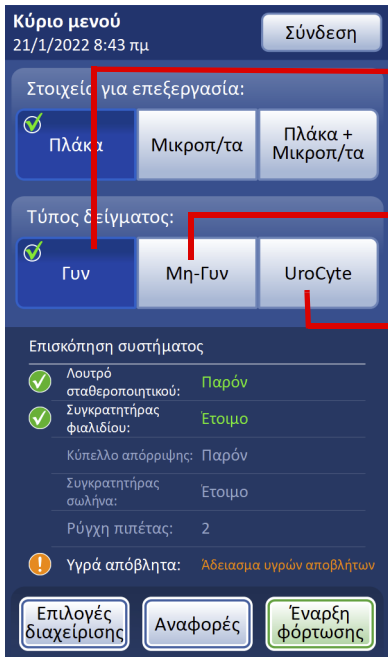 Κύριο μενού
21/1/2022 8:43 πμ
Σύνδεση
Στοιχεία για επεξεργασία:
Πλάκα
Μικροπ/τα
Πλάκα +
Μικροπ/τα
Τύπος δείγματος:
Γυν
Μη-Γυν
UroCyte
Επισκόπηση συστήματος
Λουτρό
σταθεροποιητικού:
Παρόν
Συγκρατητήρας
φιαλιδίου:
Έτοιμο
Κύπελλο απόρριψης:
Παρόν
Συγκρατητήρας
σωλήνα:
Έτοιμο
Ρύγχη πιπέτας:
2
Υγρά απόβλητα:
Άδειασμα υγρών αποβλήτων
Επιλογές
διαχείρισης
Αναφορές
Έναρξη
φόρτωσης